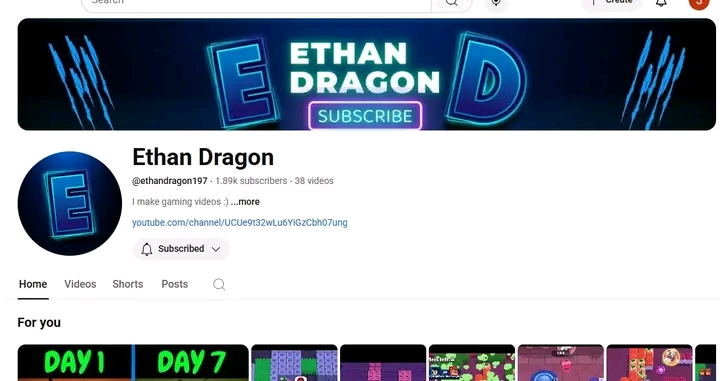 Search
Create
J
E
ETHAN
DRAGON
SUBSCRIBE
D
E
Ethan Dragon
@ethandragon197 · 1.89k subscribers · 38 videos
I make gaming videos :) ...more
youtube.com/channel/UCUe9t32wLu6YiGzCbh07ung
Subscribed
Home Videos Shorts Posts
For you
DAY 1 DAY 7